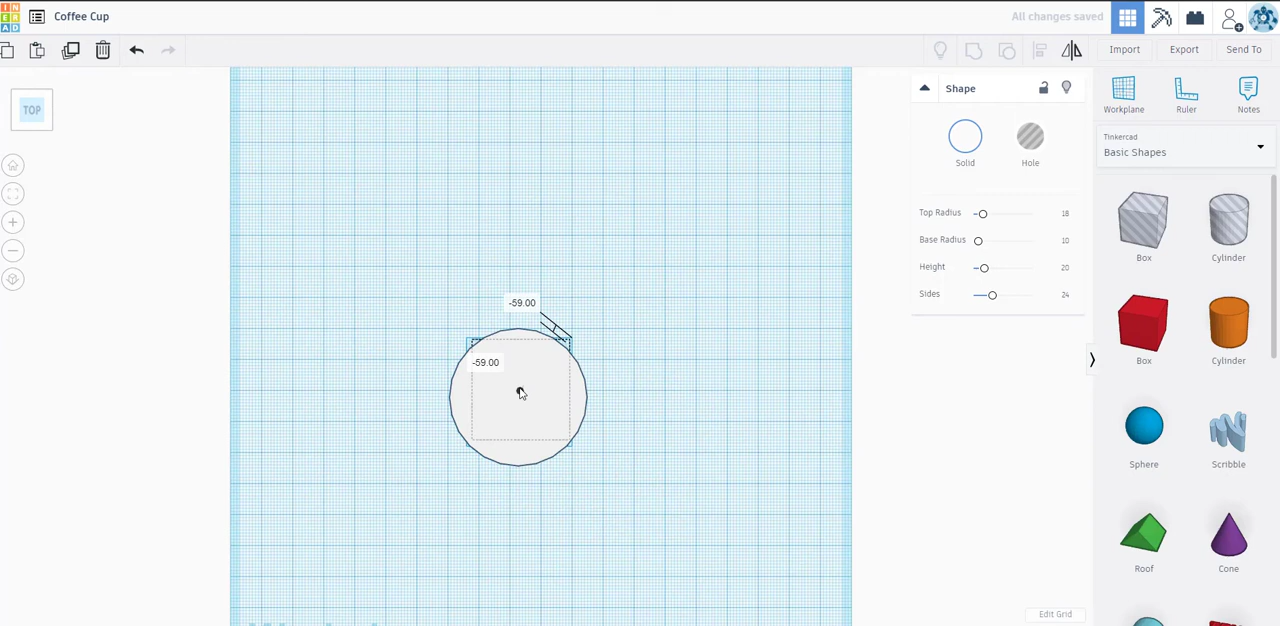 Coffee Cup
All changes saved
Import
Export
Send To
TOP
Shape
Solid
Hole
Top Radius 18
Base Radius 10
Height 20
Sides 24
-59.00
-59.00
Workplane
Ruler
Notes
Tinkercad
Basic Shapes
Box
Cylinder
Box
Cylinder
Sphere
Scribble
Roof
Cone
Edit Grid